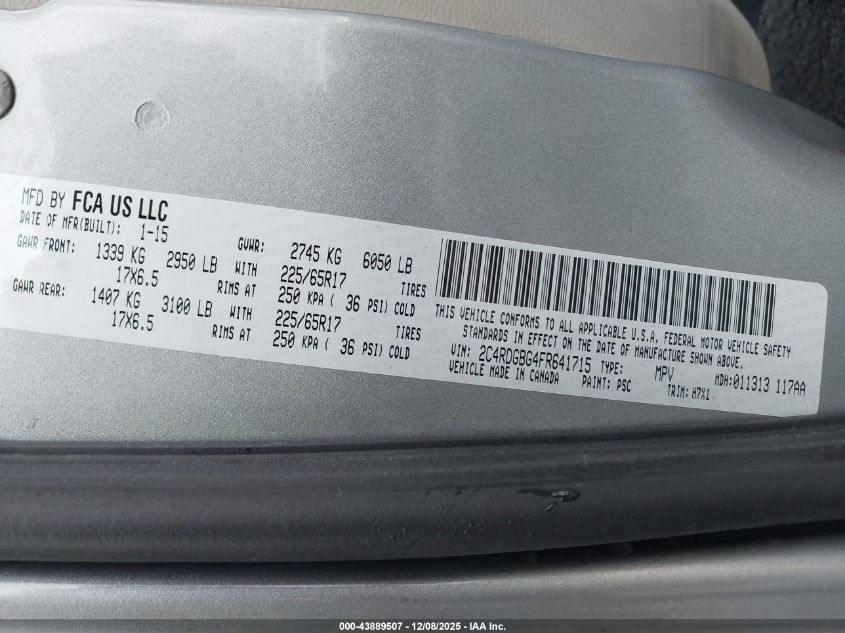 MFD BY FCA US LLC
DATE OF MFR(BUILT): 1-15 GVWR: 2745 KG 6050 LB
GAWR FRONT: 1339 KG 2950 LB WITH 225/65R17 TIRES
17X6.5 RIMS AT 250 KPA ( 36 PSI) COLD
GAWR REAR: 1407 KG 3100 LB WITH 225/65R17 TIRES
17X6.5 RIMS AT 250 KPA ( 36 PSI) COLD
THIS VEHICLE CONFORMS TO ALL APPLICABLE U.S.A. FEDERAL MOTOR VEHICLE SAFETY
STANDARDS IN EFFECT ON THE DATE OF MANUFACTURE SHOWN ABOVE.
VIN: 2C4RDGBG4FR641715 TYPE: MPV MDH:011313 117AA
VEHICLE MADE IN CANADA PAINT: PSC TRIM: H7X1
000-43889507 - 12/08/2025 - IAA Inc.